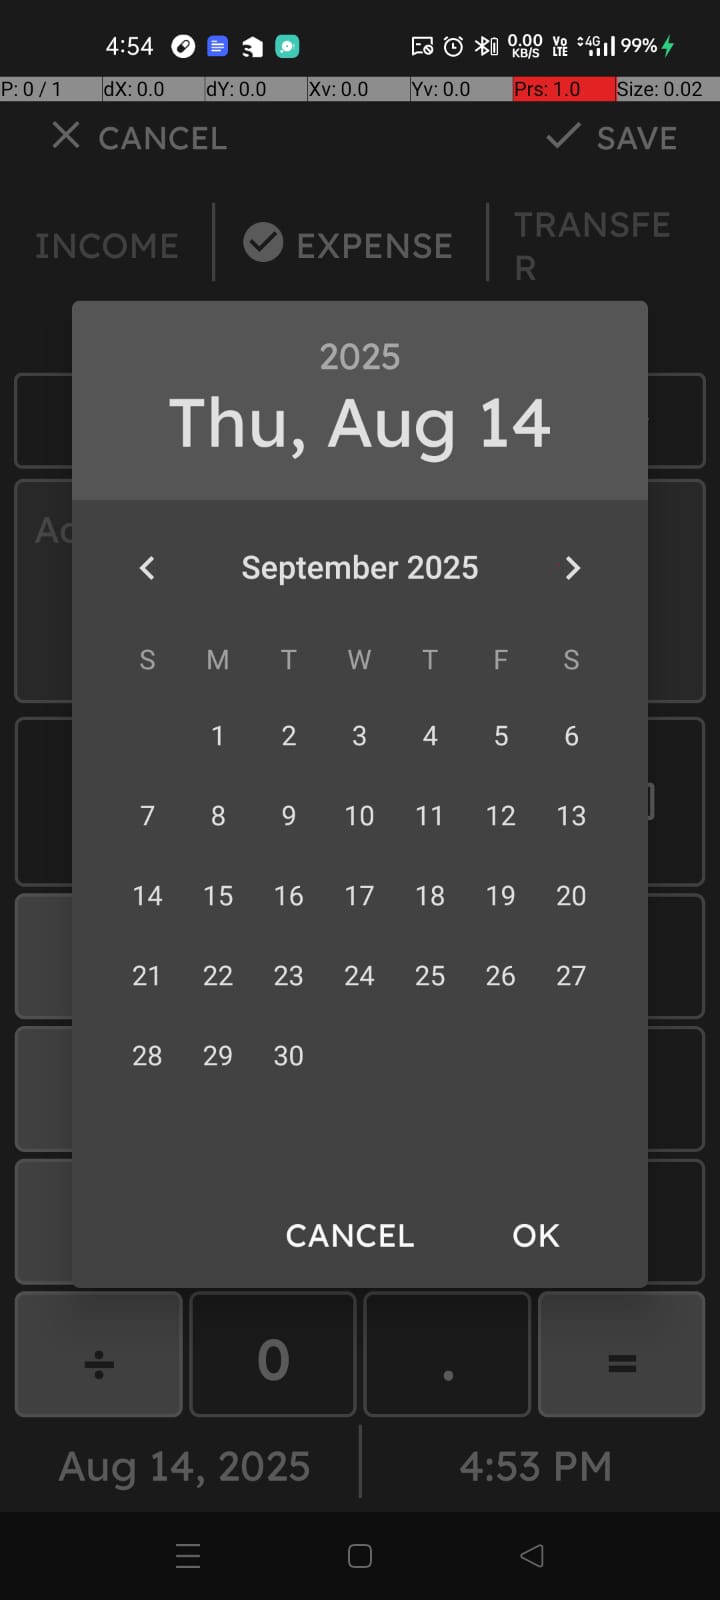 4:54 0.00 KB/S Vo LTE 4G 99%
P: 0 / 1 dX: 0.0 dY: 0.0 Xv: 0.0 Yv: 0.0 Prs: 1.0 Size: 0.02
CANCEL SAVE
INCOME EXPENSE TRANSFE
R
2025
Thu, Aug 14
Ac
September 2025
S M T W T F S
1 2 3 4 5 6
7 8 9 10 11 12 13
14 15 16 17 18 19 20
21 22 23 24 25 26 27
28 29 30
CANCEL OK
÷ 0 . =
Aug 14, 2025 4:53 PM